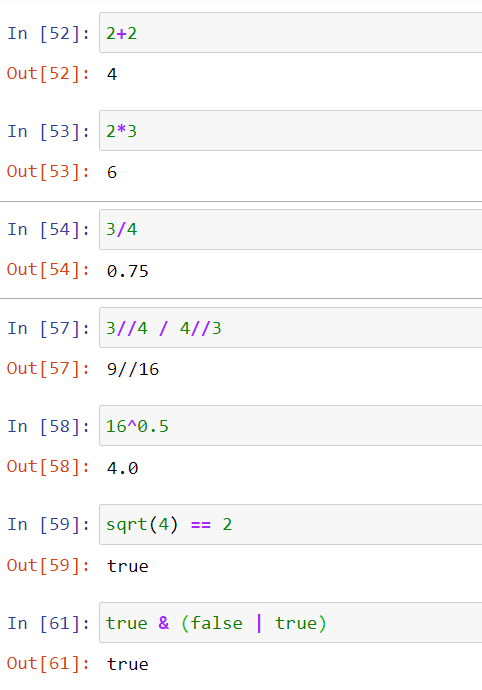 In [52]: 2+2
Out[52]: 4
In [53]: 2*3
Out[53]: 6
In [54]: 3/4
Out[54]: 0.75
In [57]: 3//4 / 4//3
Out[57]: 9//16
In [58]: 16^0.5
Out[58]: 4.0
In [59]: sqrt(4) == 2
Out[59]: true
In [61]: true & (false | true)
Out[61]: true